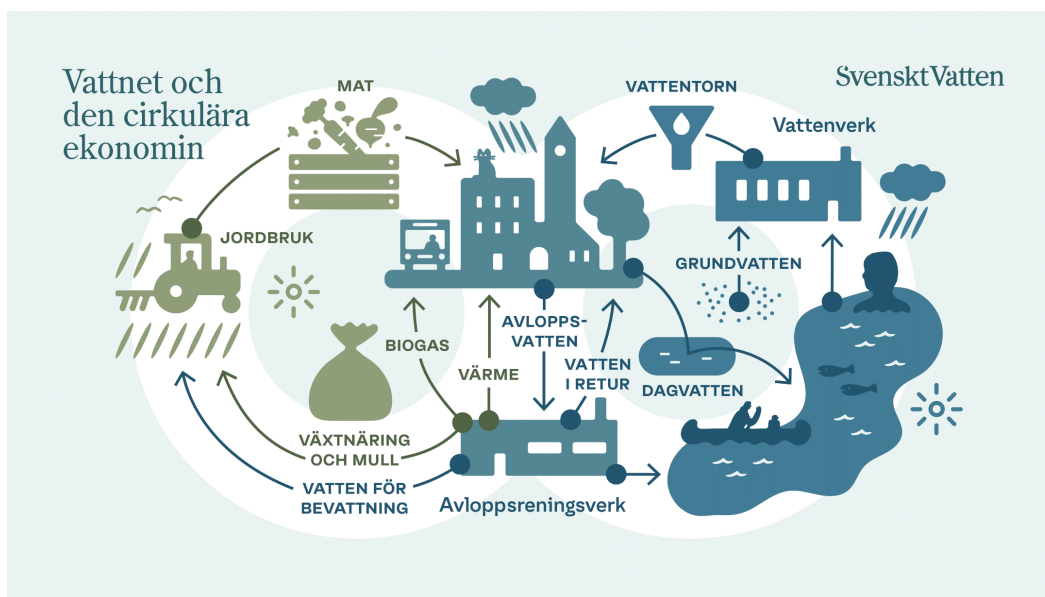 Vattnet och
den cirkulära
ekonomin
SvensktVatten
MAT
VATTENTORN
Vattenverk
JORDBRUK
GRUNDVATTEN
AVLOPPS-
VATTEN
BIOGAS
VÄRME
VATTEN
I RETUR
DAGVATTEN
VÄXTNÄRING
OCH MULL
VATTEN FÖR
BEVATTNING
Avloppsreningsverk